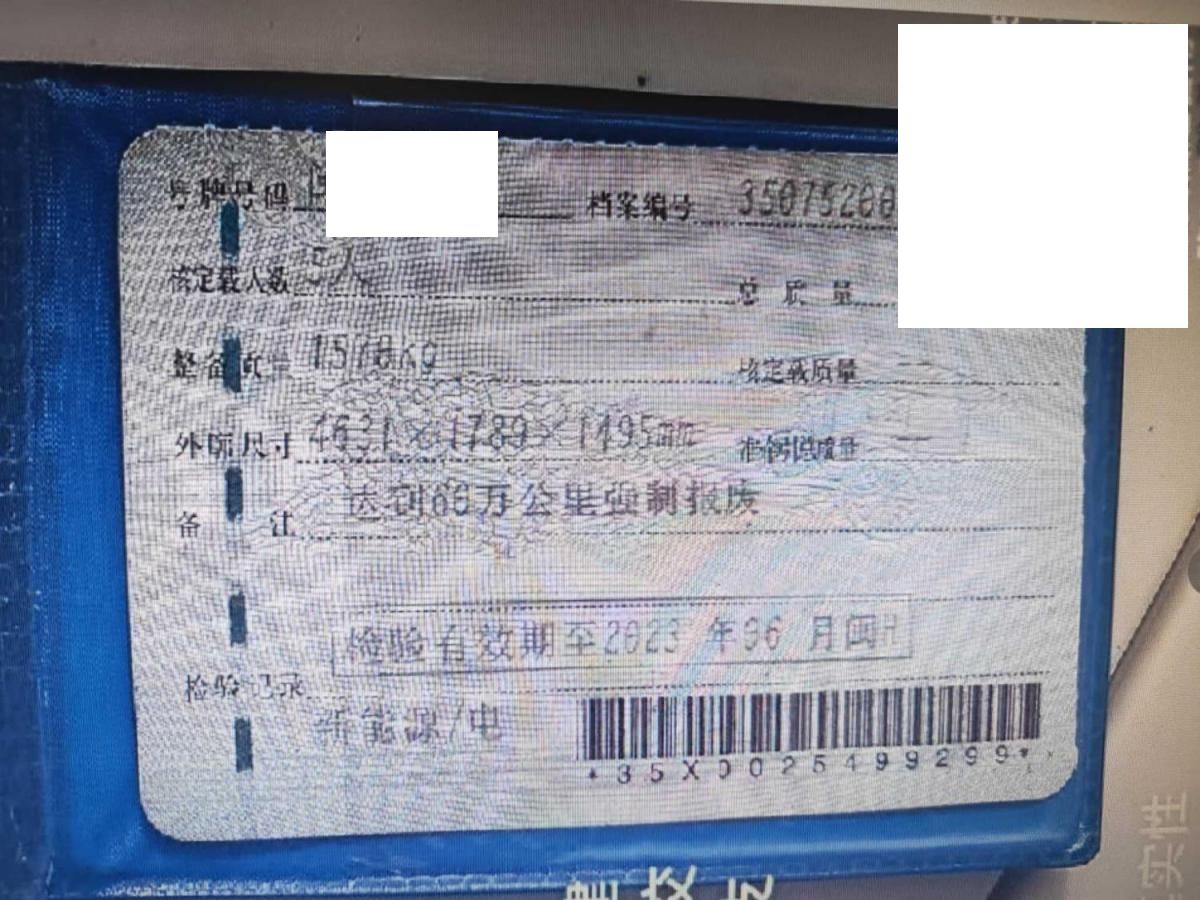 号牌号码 档案编号 35075200
核定载人数 5人 总质量
整备质量 1570kg 核定载质量 —
外廓尺寸 4631×1789×1495mm 准牵引总质量 —
备注 达到60万公里强制报废
检验有效期至2023年06月闽H
检验记录
新能源/电
*35X0025499299*
实性